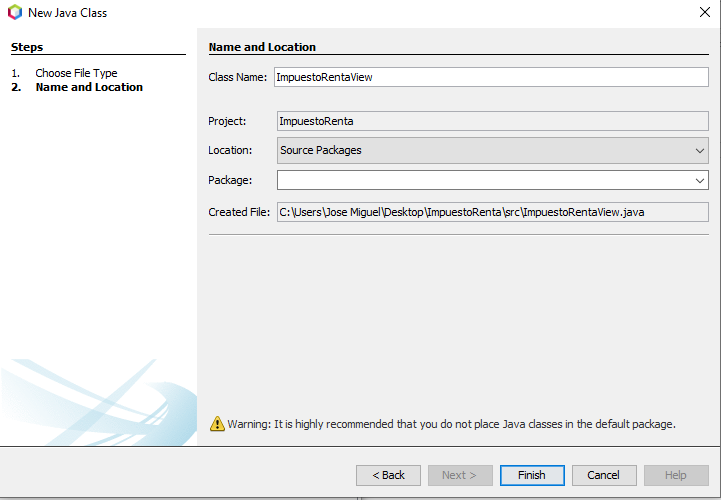 New Java Class
Steps
1. Choose File Type
2. Name and Location
Name and Location
Class Name: ImpuestoRentaView
Project: ImpuestoRenta
Location: Source Packages
Package:
Created File: C:\Users\Jose Miguel\Desktop\ImpuestoRenta\src\ImpuestoRentaView.java
Warning: It is highly recommended that you do not place Java classes in the default package.
< Back Next > Finish Cancel Help